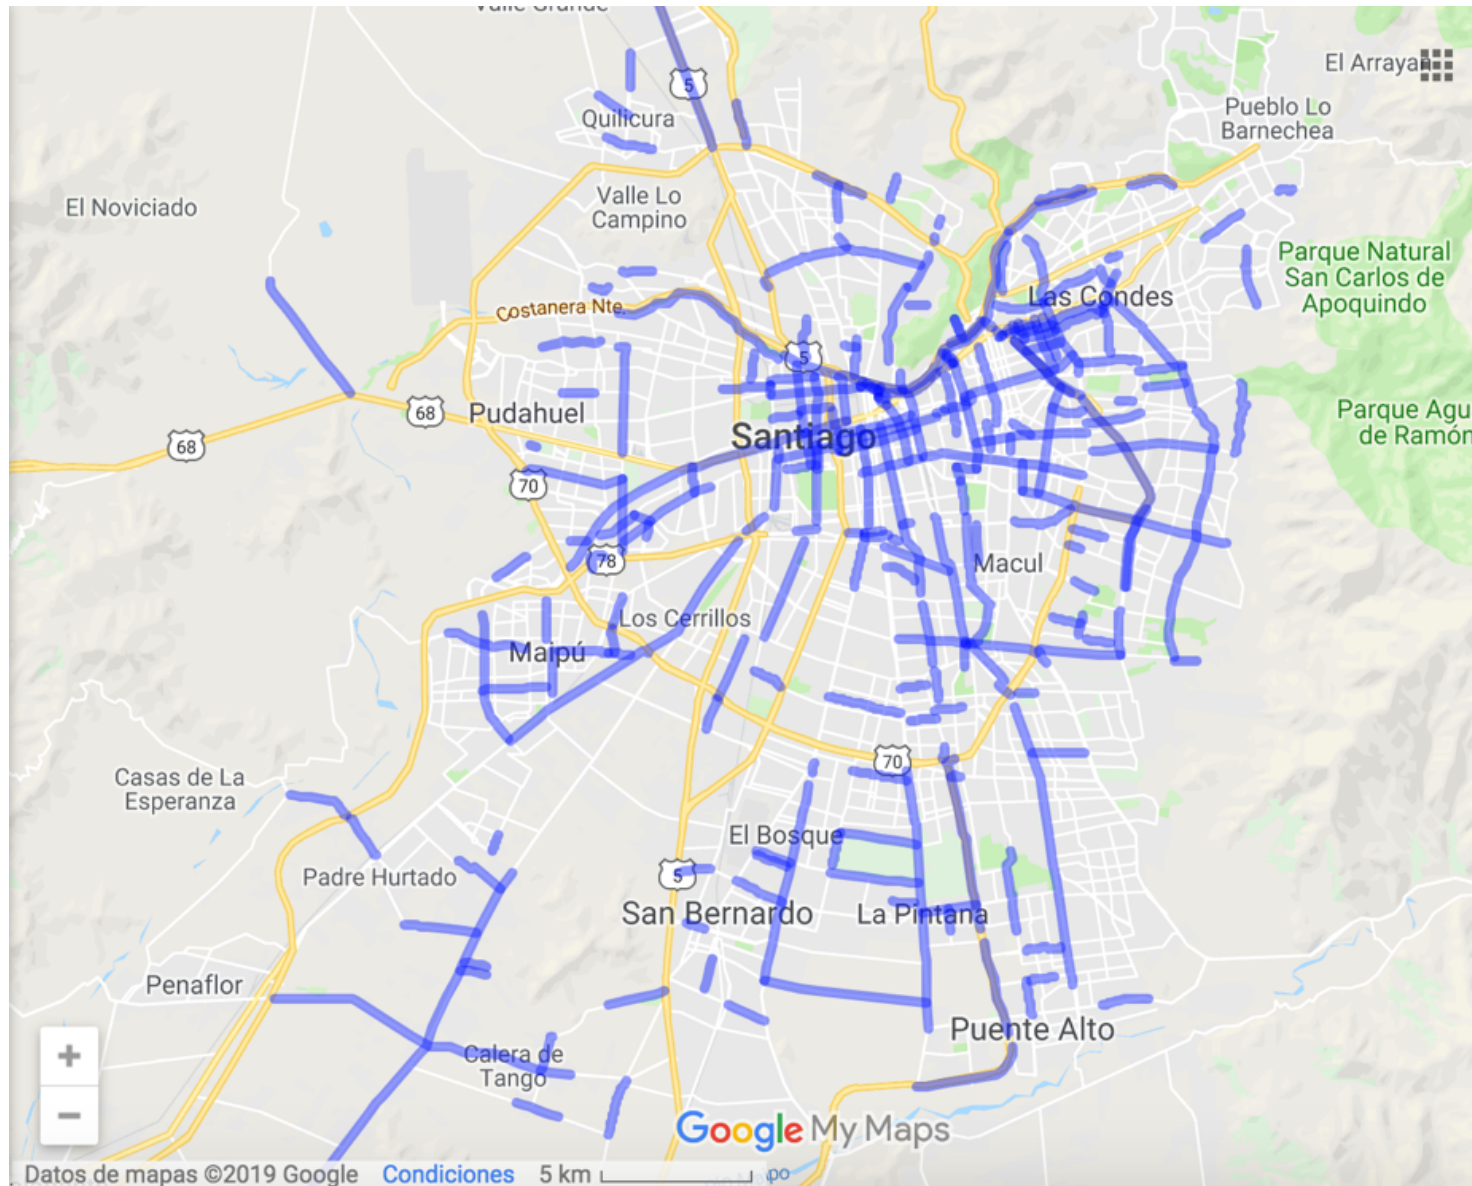 Valle Grande
El Arrayan
5
Quilicura
Pueblo Lo
Barnechea
El Noviciado
Valle Lo
Campino
Parque Natural
San Carlos de
Apoquindo
Las Condes
Costanera Nte.
5
68
Pudahuel
Parque Agu
de Ramón
68
Santiago
70
78
Macul
Los Cerrillos
Maipú
70
Casas de La
Esperanza
El Bosque
5
Padre Hurtado
San Bernardo
La Pintana
Penaflor
Puente Alto
+
Calera de
Tango
−
Google My Maps
Datos de mapas ©2019 Google Condiciones 5 km